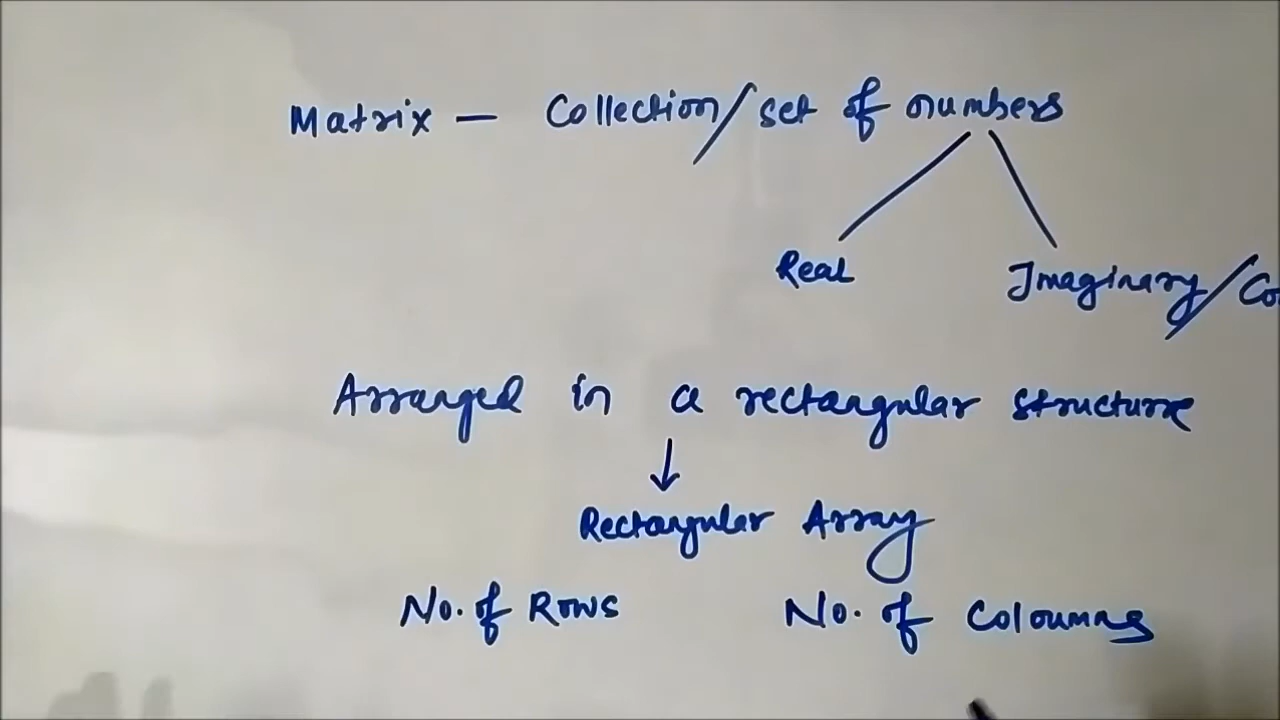 Matrix — Collection/set of numbers
Real Imaginary/Co
Arranged in a rectangular structure
↓
Rectangular Array
No. of Rows No. of Coloumns